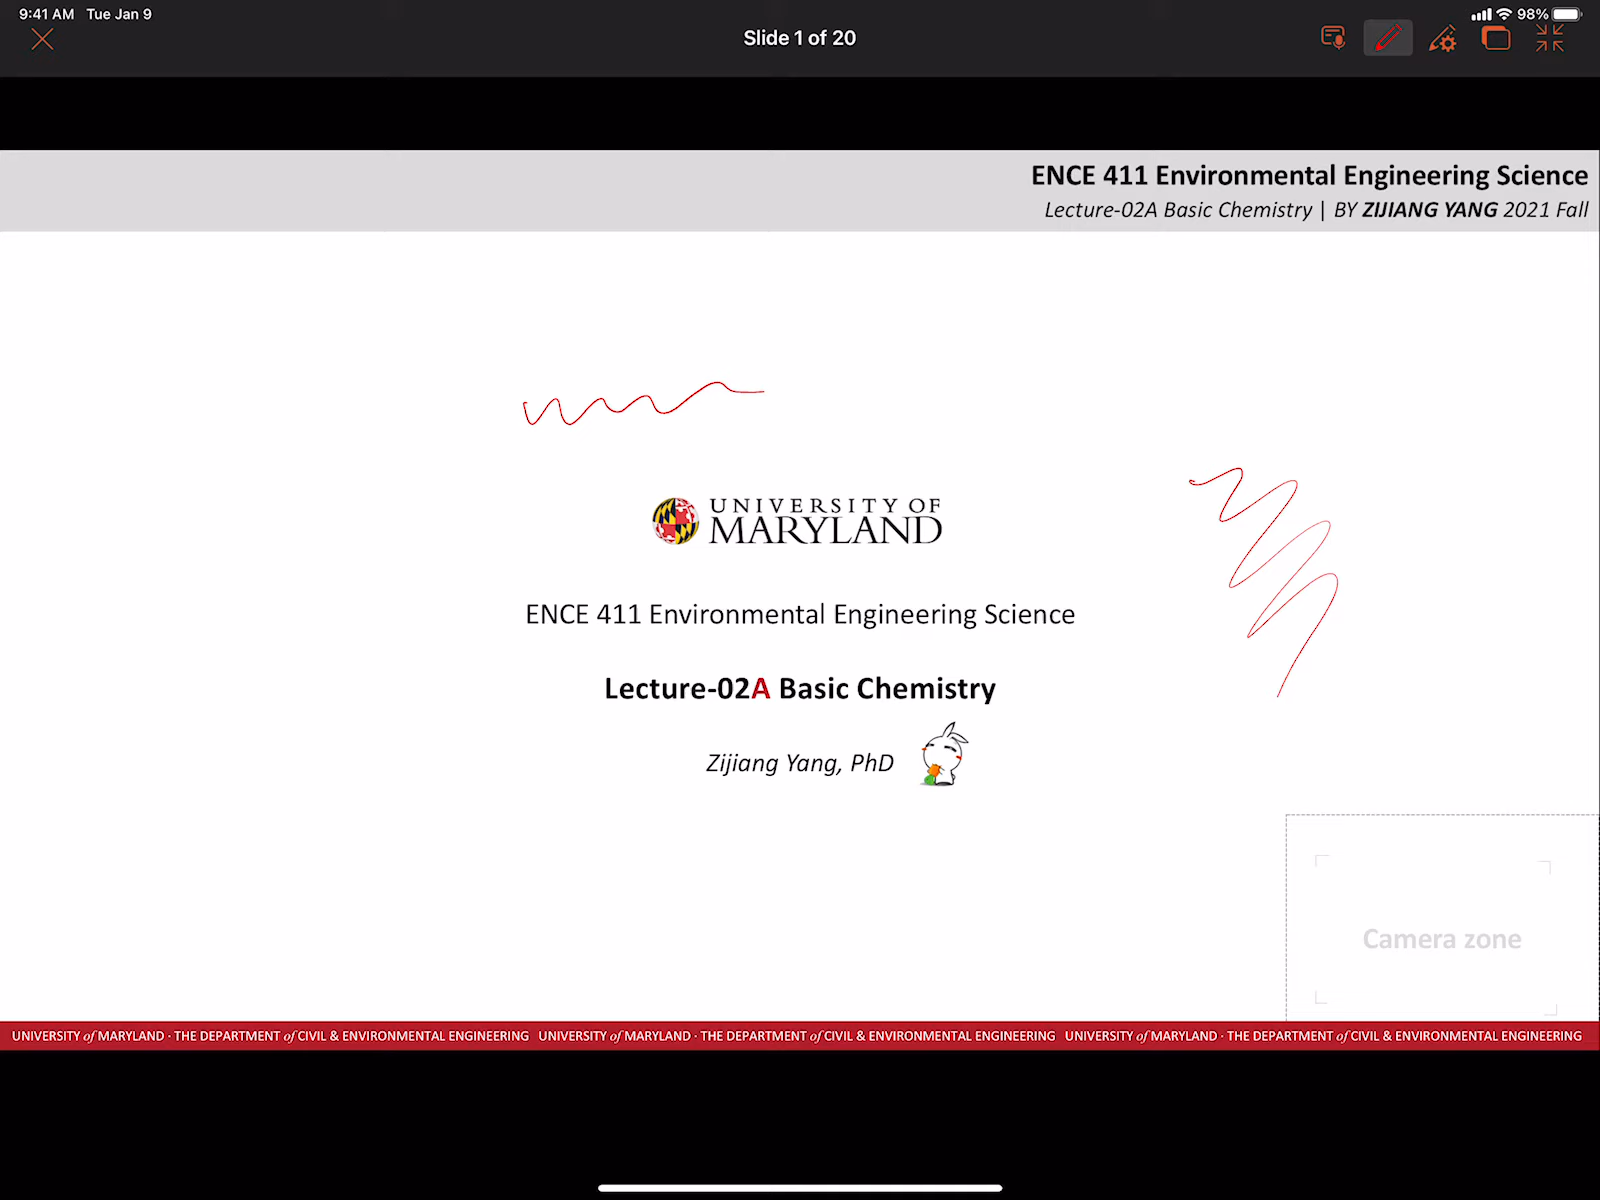 9:41 AM Tue Jan 9
98%
Slide 1 of 20
ENCE 411 Environmental Engineering Science
Lecture-02A Basic Chemistry | BY ZIJIANG YANG 2021 Fall
UNIVERSITY OF
MARYLAND
ENCE 411 Environmental Engineering Science
Lecture-02A Basic Chemistry
Zijiang Yang, PhD
Camera zone
UNIVERSITY of MARYLAND · THE DEPARTMENT of CIVIL & ENVIRONMENTAL ENGINEERING UNIVERSITY of MARYLAND · THE DEPARTMENT of CIVIL & ENVIRONMENTAL ENGINEERING UNIVERSITY of MARYLAND · THE DEPARTMENT of CIVIL & ENVIRONMENTAL ENGINEERING